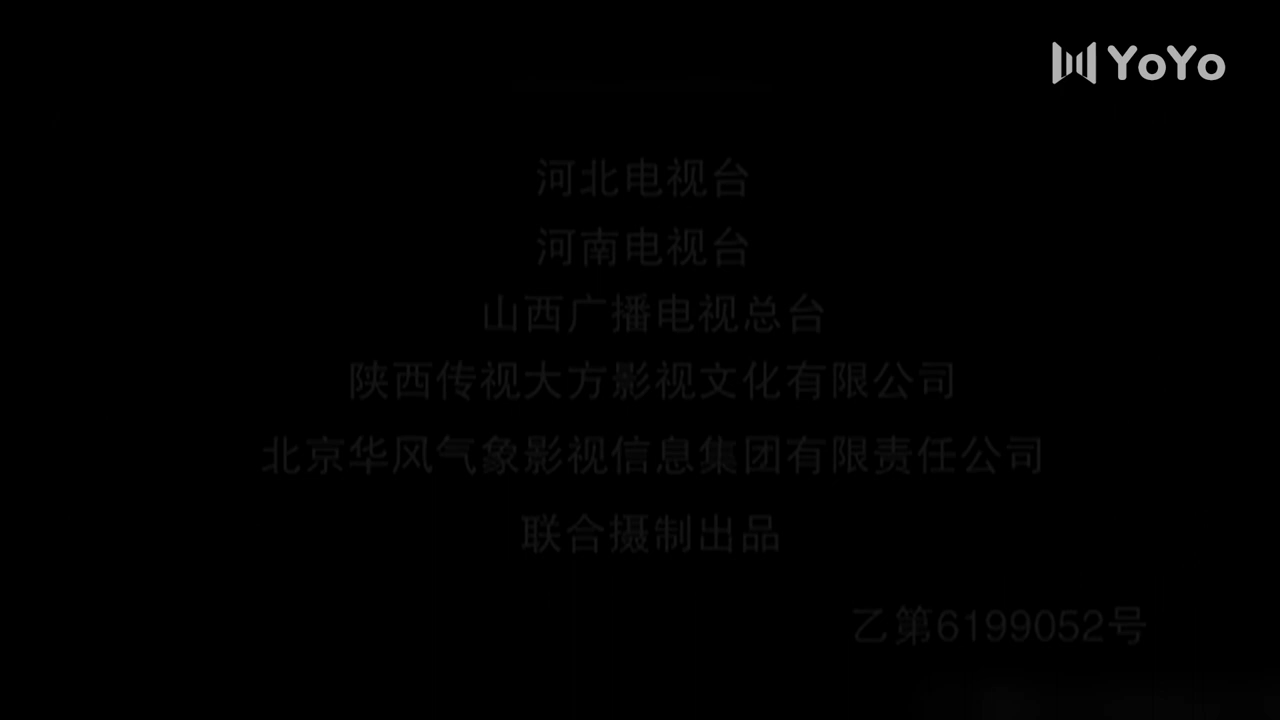 YoYo
河北电视台
河南电视台
山西广播电视总台
陕西传视大方影视文化有限公司
北京华风气象影视信息集团有限责任公司
联合摄制出品
乙第6199052号